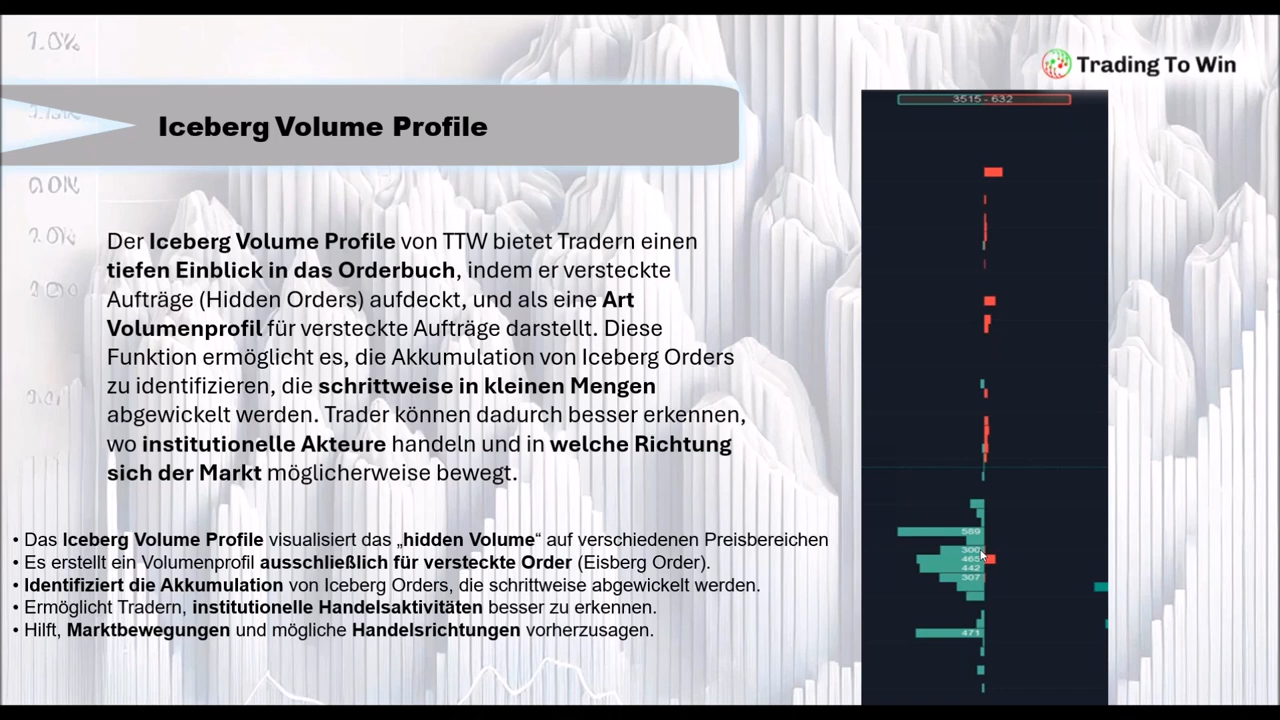 1.0%
Trading To Win
3515 - 632
Iceberg Volume Profile
Der Iceberg Volume Profile von TTW bietet Tradern einen
tiefen Einblick in das Orderbuch, indem er versteckte
Aufträge (Hidden Orders) aufdeckt, und als eine Art
Volumenprofil für versteckte Aufträge darstellt. Diese
Funktion ermöglicht es, die Akkumulation von Iceberg Orders
zu identifizieren, die schrittweise in kleinen Mengen
abgewickelt werden. Trader können dadurch besser erkennen,
wo institutionelle Akteure handeln und in welche Richtung
sich der Markt möglicherweise bewegt.
• Das Iceberg Volume Profile visualisiert das „hidden Volume“ auf verschiedenen Preisbereichen
• Es erstellt ein Volumenprofil ausschließlich für versteckte Order (Eisberg Order).
• Identifiziert die Akkumulation von Iceberg Orders, die schrittweise abgewickelt werden.
• Ermöglicht Tradern, institutionelle Handelsaktivitäten besser zu erkennen.
• Hilft, Marktbewegungen und mögliche Handelsrichtungen vorherzusagen.
569
300
465
442
307
471